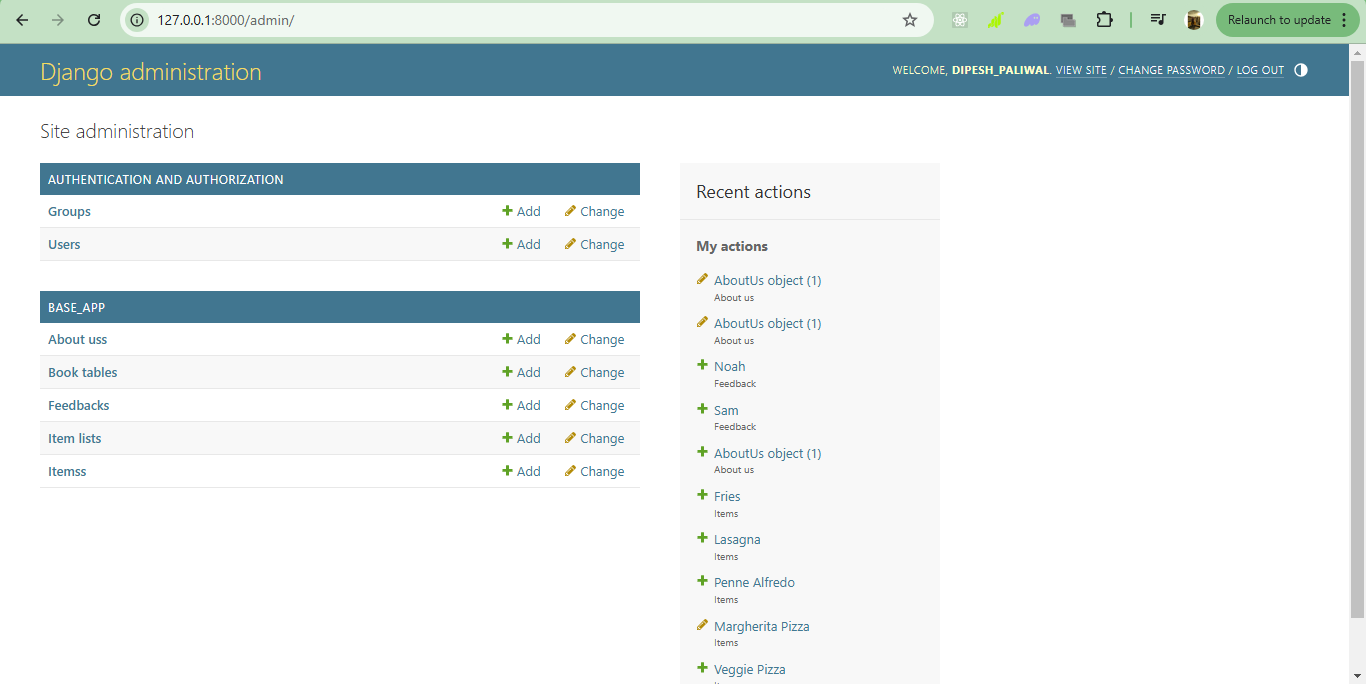 127.0.0.1:8000/admin/
Relaunch to update
Django administration
WELCOME, DIPESH_PALIWAL. VIEW SITE / CHANGE PASSWORD / LOG OUT
Site administration
AUTHENTICATION AND AUTHORIZATION
Groups Add Change
Users Add Change
BASE_APP
About uss Add Change
Book tables Add Change
Feedbacks Add Change
Item lists Add Change
Itemss Add Change
Recent actions
My actions
AboutUs object (1)
About us
AboutUs object (1)
About us
Noah
Feedback
Sam
Feedback
AboutUs object (1)
About us
Fries
Items
Lasagna
Items
Penne Alfredo
Items
Margherita Pizza
Items
Veggie Pizza